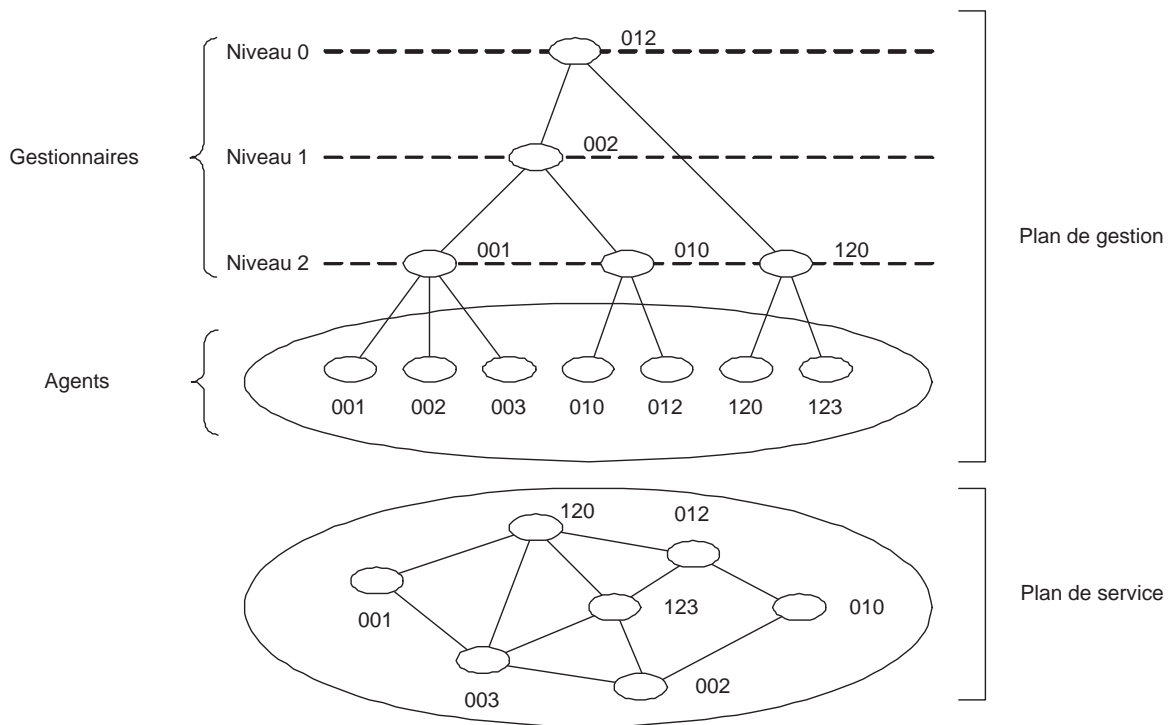 012
Niveau 0
Gestionnaires
Niveau 1
002
Plan de gestion
Niveau 2
001
010
120
Agents
001
002
003
010
012
120
123
120
012
Plan de service
001
123
010
003
002